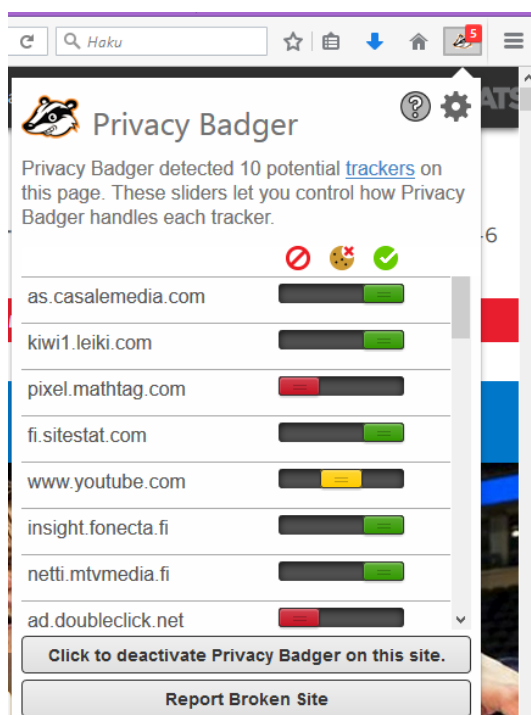 Haku
5
ATS
Privacy Badger
Privacy Badger detected 10 potential trackers on
this page. These sliders let you control how Privacy
Badger handles each tracker.
-6
as.casalemedia.com
kiwi1.leiki.com
pixel.mathtag.com
fi.sitestat.com
www.youtube.com
insight.fonecta.fi
netti.mtvmedia.fi
ad.doubleclick.net
Click to deactivate Privacy Badger on this site.
Report Broken Site